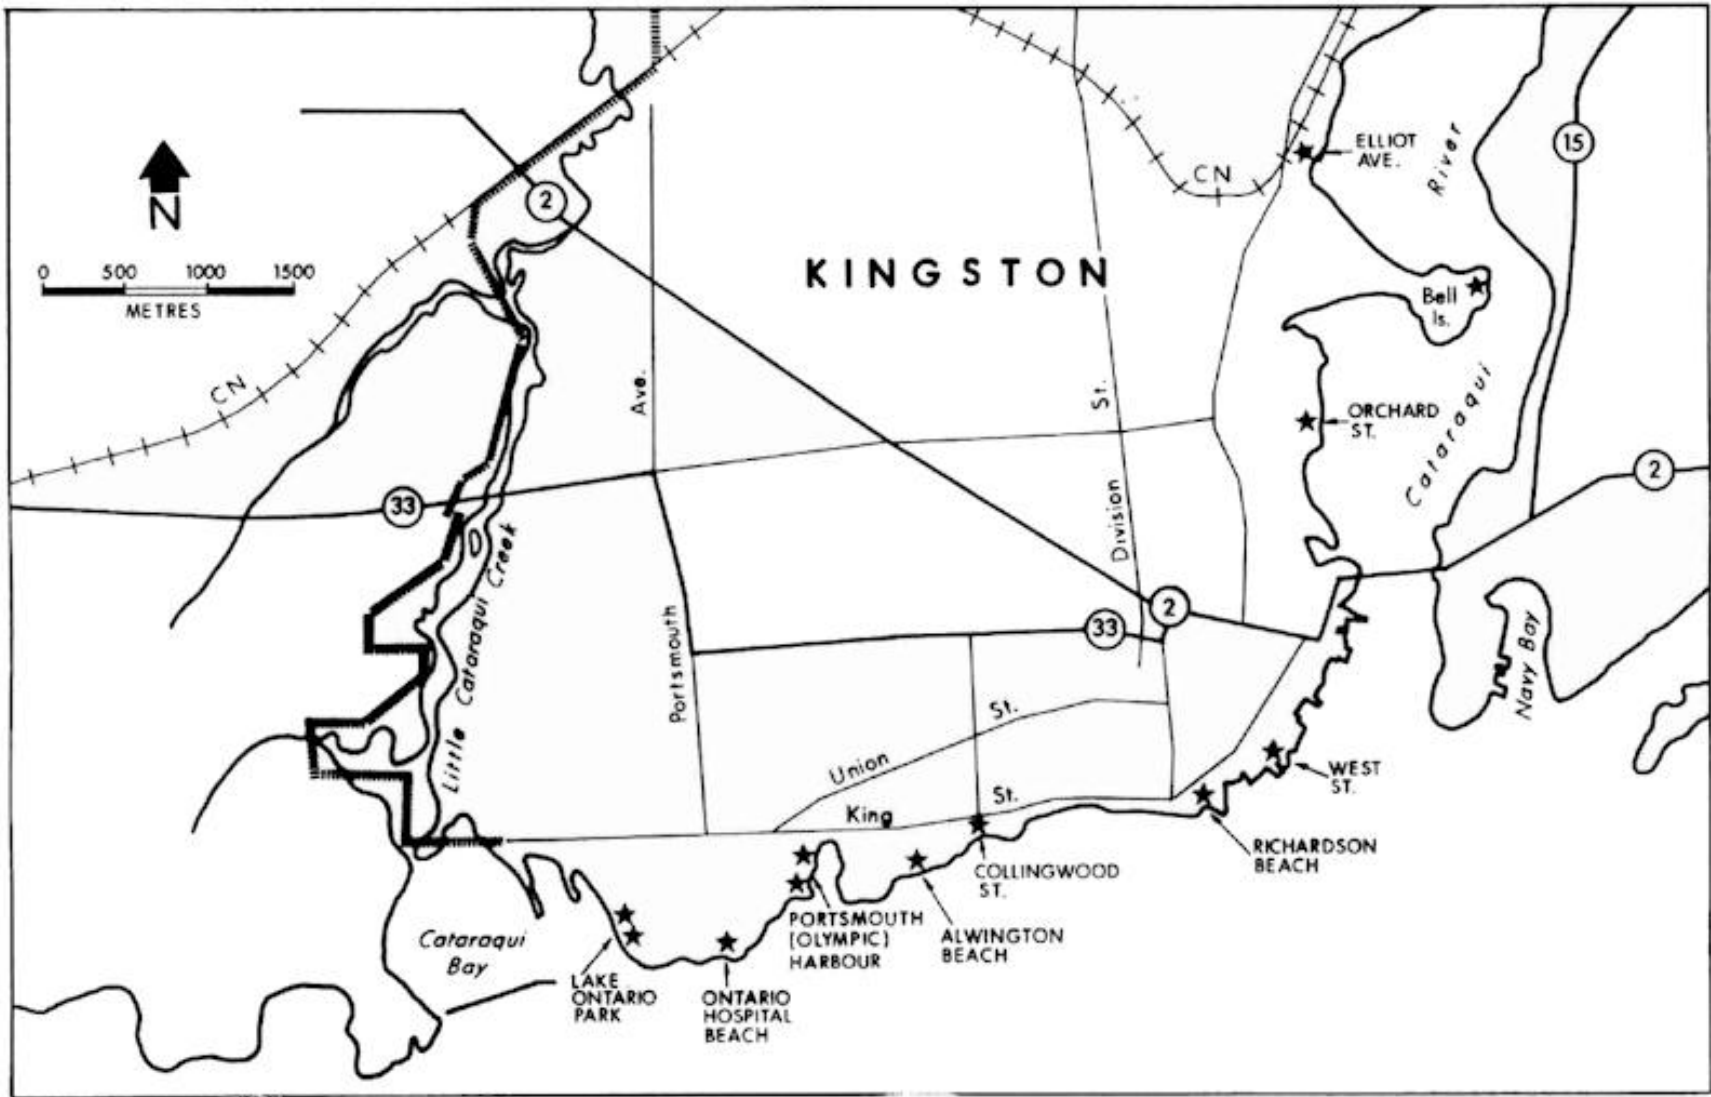 ELLIOT
AVE.
River
15
CN
N
2
KINGSTON
0 500 1000 1500
METRES
Bell
Is.
CN
Ave.
St.
ORCHARD
ST.
Cataraqui
2
33
Division
Little Cataraqui Creek
Portsmouth
2
33
Navy Bay
St.
Union
WEST
ST.
King
St.
RICHARDSON
BEACH
COLLINGWOOD
ST.
PORTSMOUTH
[OLYMPIC]
HARBOUR
ALWINGTON
BEACH
Cataraqui
Bay
LAKE
ONTARIO
PARK
ONTARIO
HOSPITAL
BEACH